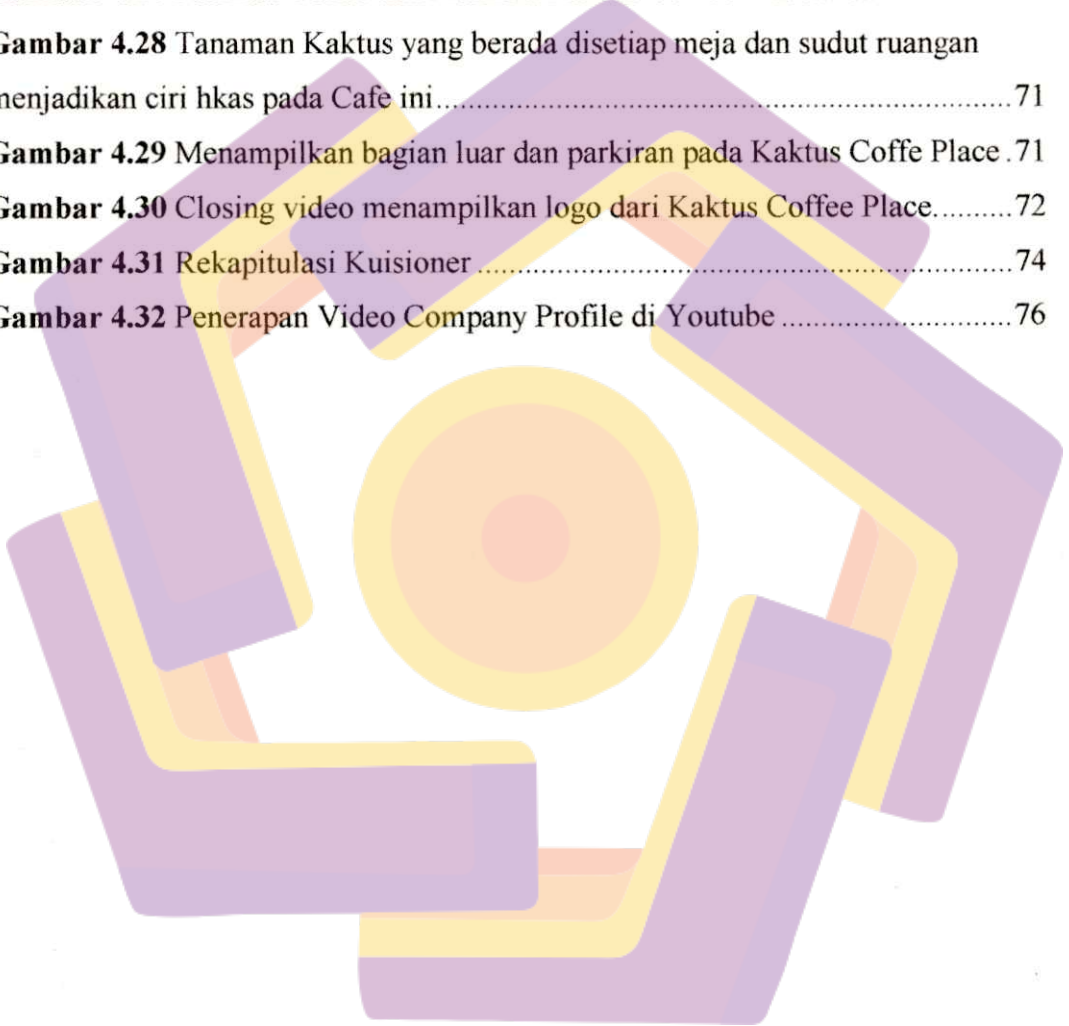 Gambar 4.28 Tanaman Kaktus yang berada disetiap meja dan sudut ruangan
menjadikan ciri hkas pada Cafe ini....................................................................71
Gambar 4.29 Menampilkan bagian luar dan parkiran pada Kaktus Coffe Place.71
Gambar 4.30 Closing video menampilkan logo dari Kaktus Coffee Place..........72
Gambar 4.31 Rekapitulasi Kuisioner................................................................74
Gambar 4.32 Penerapan Video Company Profile di Youtube...........................76